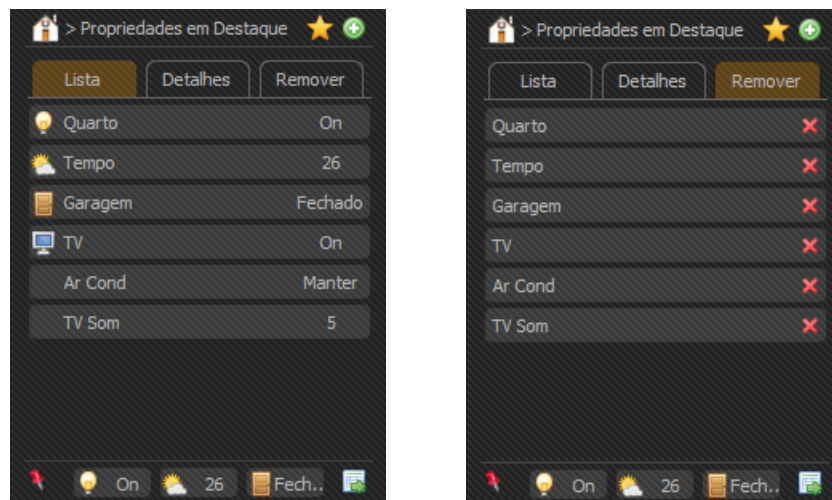 > Propriedades em Destaque
Lista Detalhes Remover
Quarto On
Tempo 26
Garagem Fechado
TV On
Ar Cond Manter
TV Som 5
On 26 Fech..
> Propriedades em Destaque
Lista Detalhes Remover
Quarto
Tempo
Garagem
TV
Ar Cond
TV Som
On 26 Fech..